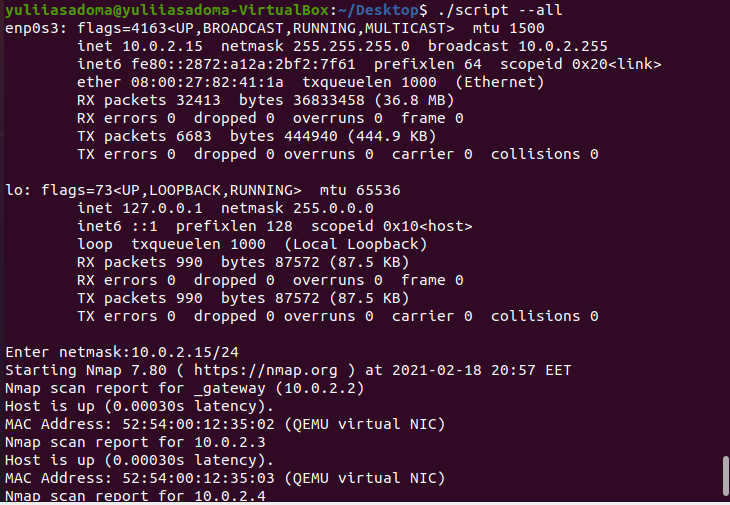 yuliiasadoma@yuliiasadoma-VirtualBox:~/Desktop$ ./script --all
enp0s3: flags=4163<UP,BROADCAST,RUNNING,MULTICAST>  mtu 1500
        inet 10.0.2.15  netmask 255.255.255.0  broadcast 10.0.2.255
        inet6 fe80::2872:a12a:2bf2:7f61  prefixlen 64  scopeid 0x20<link>
        ether 08:00:27:82:41:1a  txqueuelen 1000  (Ethernet)
        RX packets 32413  bytes 36833458 (36.8 MB)
        RX errors 0  dropped 0  overruns 0  frame 0
        TX packets 6683  bytes 444940 (444.9 KB)
        TX errors 0  dropped 0 overruns 0  carrier 0  collisions 0

lo: flags=73<UP,LOOPBACK,RUNNING>  mtu 65536
        inet 127.0.0.1  netmask 255.0.0.0
        inet6 ::1  prefixlen 128  scopeid 0x10<host>
        loop  txqueuelen 1000  (Local Loopback)
        RX packets 990  bytes 87572 (87.5 KB)
        RX errors 0  dropped 0  overruns 0  frame 0
        TX packets 990  bytes 87572 (87.5 KB)
        TX errors 0  dropped 0 overruns 0  carrier 0  collisions 0

Enter netmask:10.0.2.15/24
Starting Nmap 7.80 ( https://nmap.org ) at 2021-02-18 20:57 EET
Nmap scan report for _gateway (10.0.2.2)
Host is up (0.00030s latency).
MAC Address: 52:54:00:12:35:02 (QEMU virtual NIC)
Nmap scan report for 10.0.2.3
Host is up (0.00030s latency).
MAC Address: 52:54:00:12:35:03 (QEMU virtual NIC)
Nmap scan report for 10.0.2.4